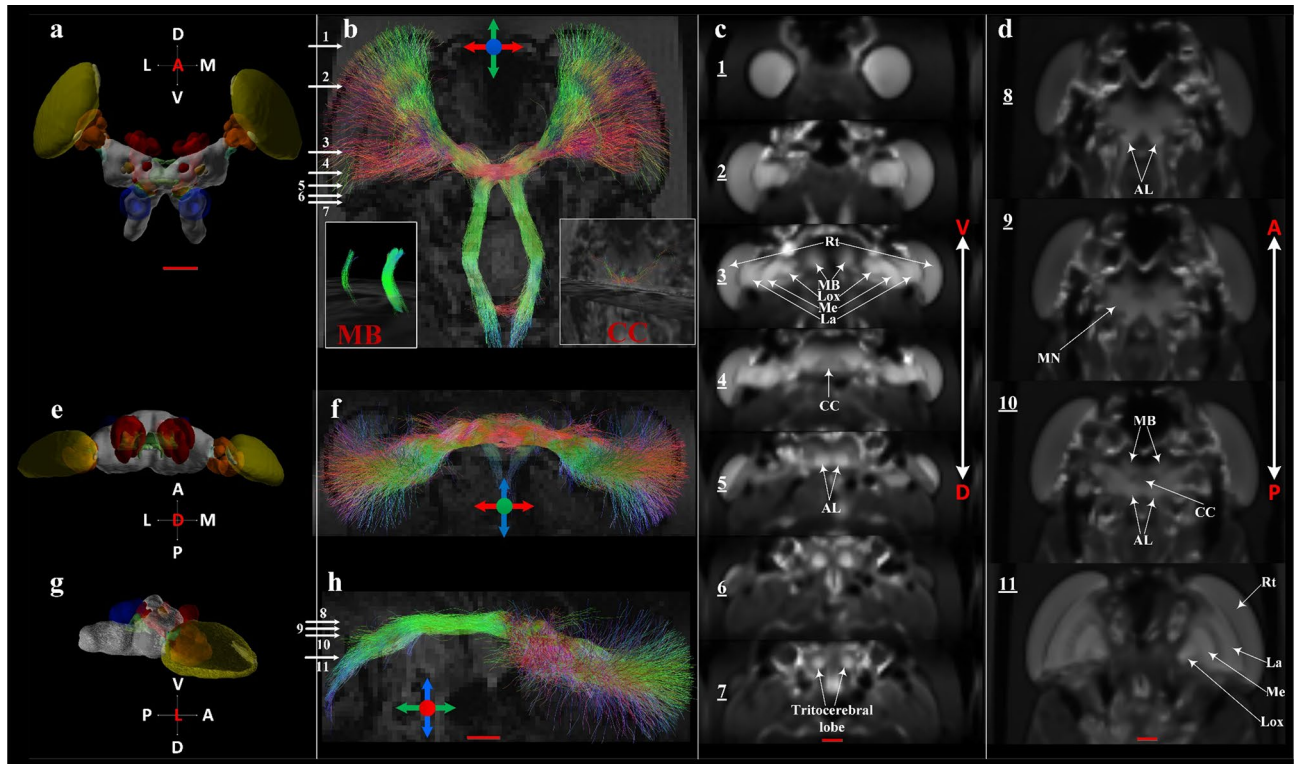 a
D
L A M
V
b
1
2
3
4
5
6
7
MB
CC
c
1
2
Rt
3
MB
Lox
Me
La
4
CC
5
AL
6
7
Tritocerebral
lobe
V
D
d
8
AL
9
MN
10
MB
CC
AL
11
Rt
La
Me
Lox
A
P
e
A
L D M
P
f
g
V
P L A
D
h
8
9
10
11